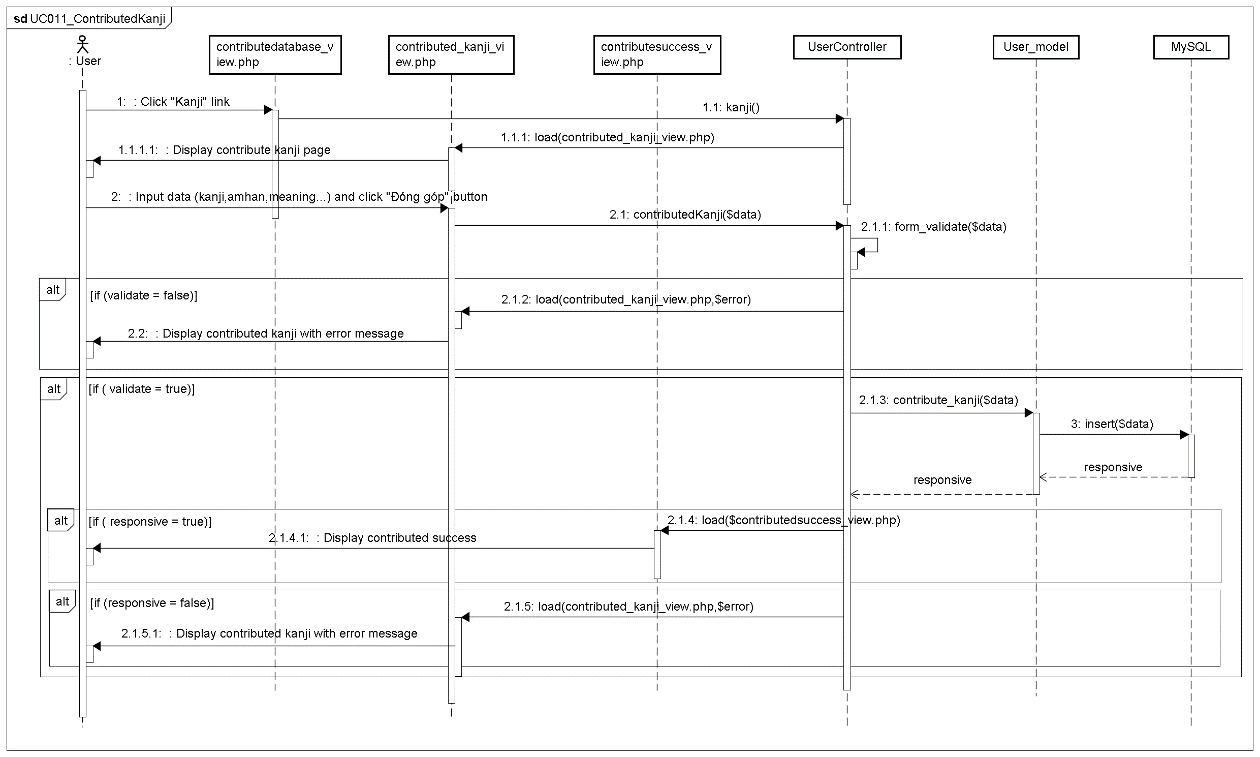 sd UC011_ContributedKanji
: User
contributedatabase_v
iew.php
contributed_kanji_vi
ew.php
contributesuccess_v
iew.php
UserController
User_model
MySQL
1: : Click "Kanji" link
1.1: kanji()
1.1.1: load(contributed_kanji_view.php)
1.1.1.1: : Display contribute kanji page
2: : Input data (kanji,amhan,meaning...) and click "Đóng góp" button
2.1: contributedKanji($data)
2.1.1: form_validate($data)
alt
[if (validate = false)]
2.1.2: load(contributed_kanji_view.php,$error)
2.2: : Display contributed kanji with error message
alt
[if ( validate = true)]
2.1.3: contribute_kanji($data)
3: insert($data)
responsive
responsive
alt
[if ( responsive = true)]
2.1.4: load($contributedsuccess_view.php)
2.1.4.1: : Display contributed success
alt
[if (responsive = false)]
2.1.5: load(contributed_kanji_view.php,$error)
2.1.5.1: : Display contributed kanji with error message